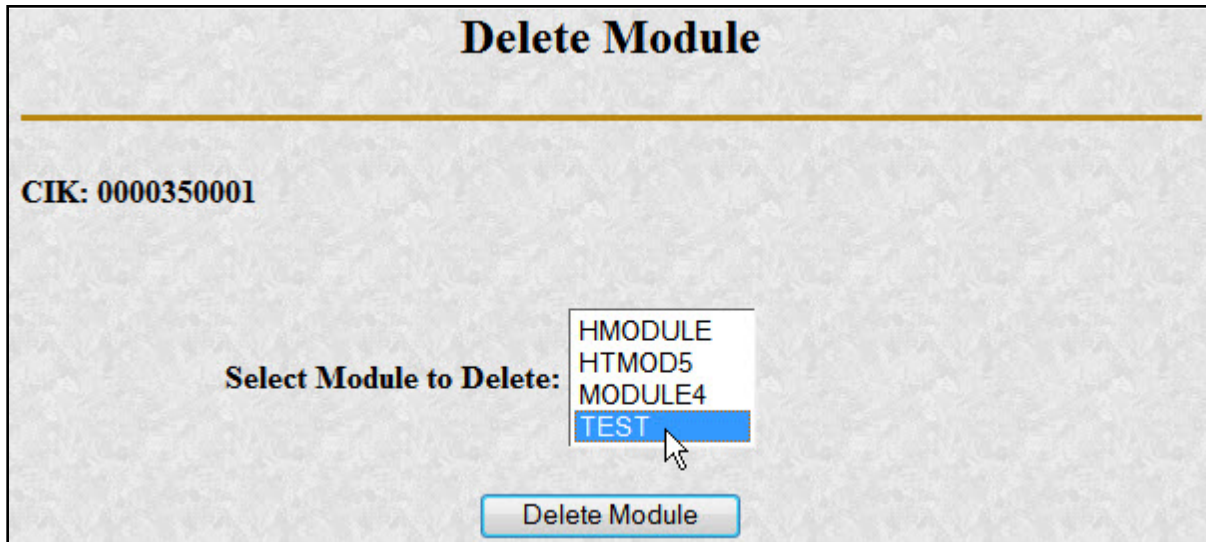 Delete Module
CIK: 0000350001
Select Module to Delete:
HMODULE
HTMOD5
MODULE4
TEST
Delete Module